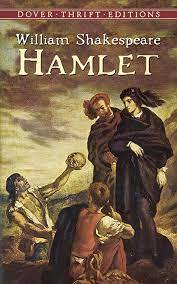 DOVER · THRIFT · EDITIONS
William Shakespeare
HAMLET